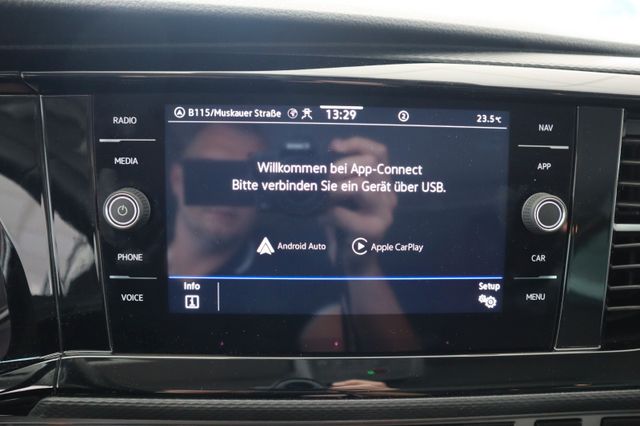 RADIO
MEDIA
PHONE
VOICE
B115/Muskauer Straße 13:29 2 23.5°C
Willkommen bei App-Connect
Bitte verbinden Sie ein Gerät über USB.
Android Auto Apple CarPlay
Info Setup
NAV
APP
CAR
MENU